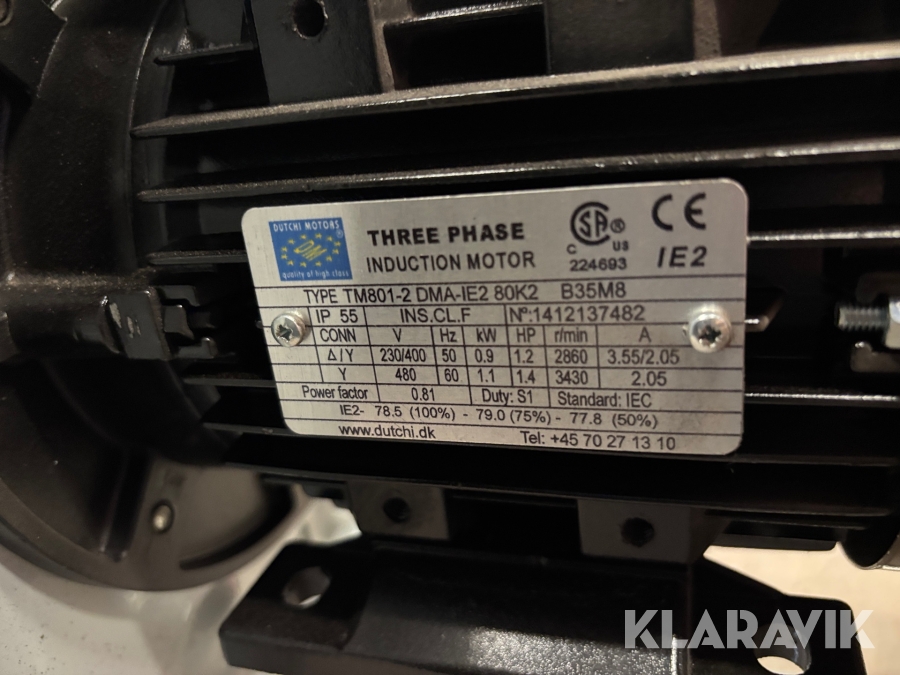 DUTCHI MOTORS
DM ®
quality of high class
THREE PHASE
INDUCTION MOTOR
CSA ®
C US
224693
CE
IE2
TYPE TM801-2 DMA-IE2 80K2 B35M8
IP 55 INS.CL.F Nº:1412137482
CONN V Hz kW HP r/min A
Δ/Y 230/400 50 0.9 1.2 2860 3.55/2.05
Y 480 60 1.1 1.4 3430 2.05
Power factor 0.81 Duty: S1 Standard: IEC
IE2- 78.5 (100%) - 79.0 (75%) - 77.8 (50%)
www.dutchi.dk Tel: +45 70 27 13 10
KLARAVIK